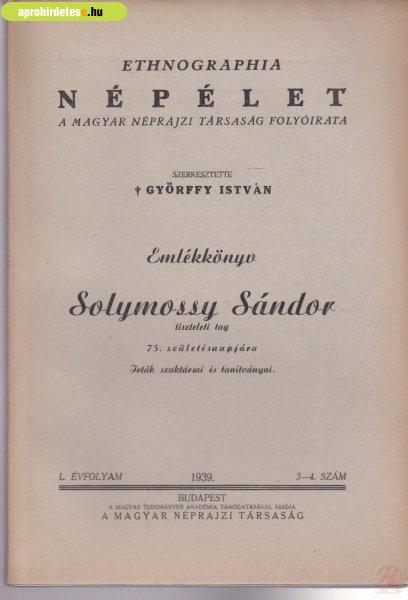 aprohirdetes.hu
ETHNOGRAPHIA
NÉPÉLET
A MAGYAR NÉPRAJZI TÁRSASÁG FOLYÓIRATA
SZERKESZTETTE
† GYÖRFFY ISTVÁN
Emlékkönyv
Solymossy Sándor
tiszteleti tag
75. születésnapjára
Írták szaktársai és tanítványai.
L. ÉVFOLYAM 1939. 3—4. SZÁM
BUDAPEST
A MAGYAR TUDOMÁNYOS AKADÉMIA TÁMOGATÁSÁVAL KIADJA
A MAGYAR NÉPRAJZI TÁRSASÁG